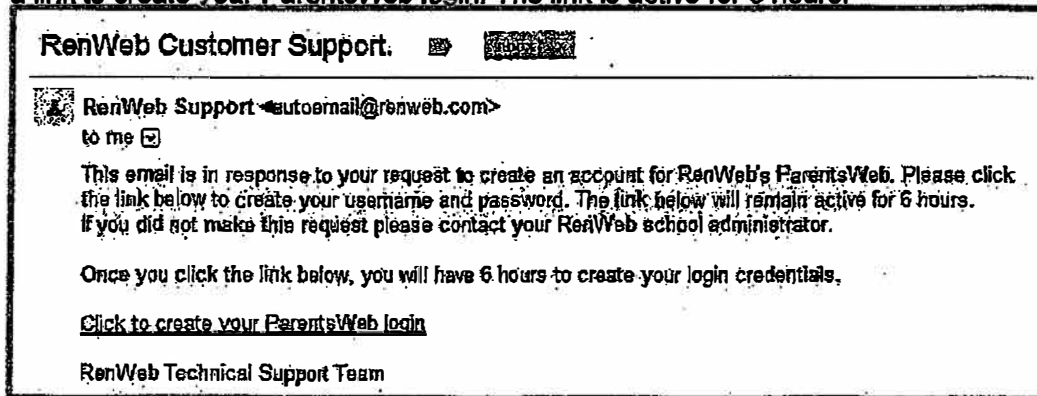 a link to create your ParentsWeb login. The link is active for 6 hours.
RenWeb Customer Support.
RenWeb Support <autoemail@renweb.com>
to me
This email is in response to your request to create an account for RenWeb's ParentsWeb. Please click
the link below to create your username and password. The link below will remain active for 6 hours.
If you did not make this request please contact your RenWeb school administrator.
Once you click the link below, you will have 6 hours to create your login credentials.
Click to create your ParentsWeb login
RenWeb Technical Support Team